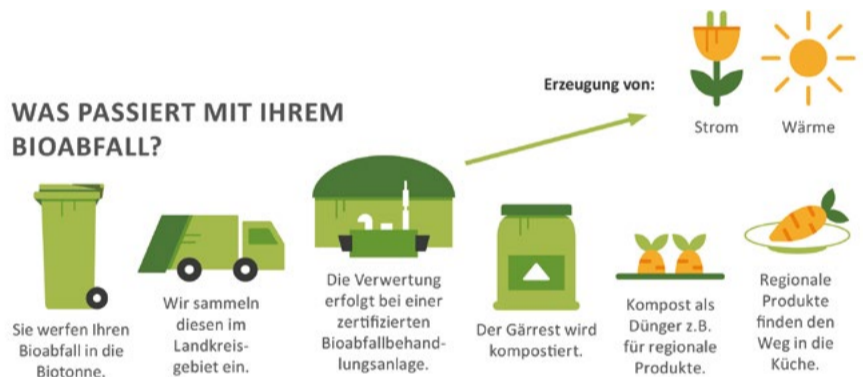 WAS PASSIERT MIT IHREM
BIOABFALL?
Erzeugung von:
Strom
Wärme
Sie werfen Ihren
Bioabfall in die
Biotonne.
Wir sammeln
diesen im
Landkreis-
gebiet ein.
Die Verwertung
erfolgt bei einer
zertifizierten
Bioabfallbehand-
lungsanlage.
Der Gärrest wird
kompostiert.
Kompost als
Dünger z.B.
für regionale
Produkte.
Regionale
Produkte
finden den
Weg in die
Küche.